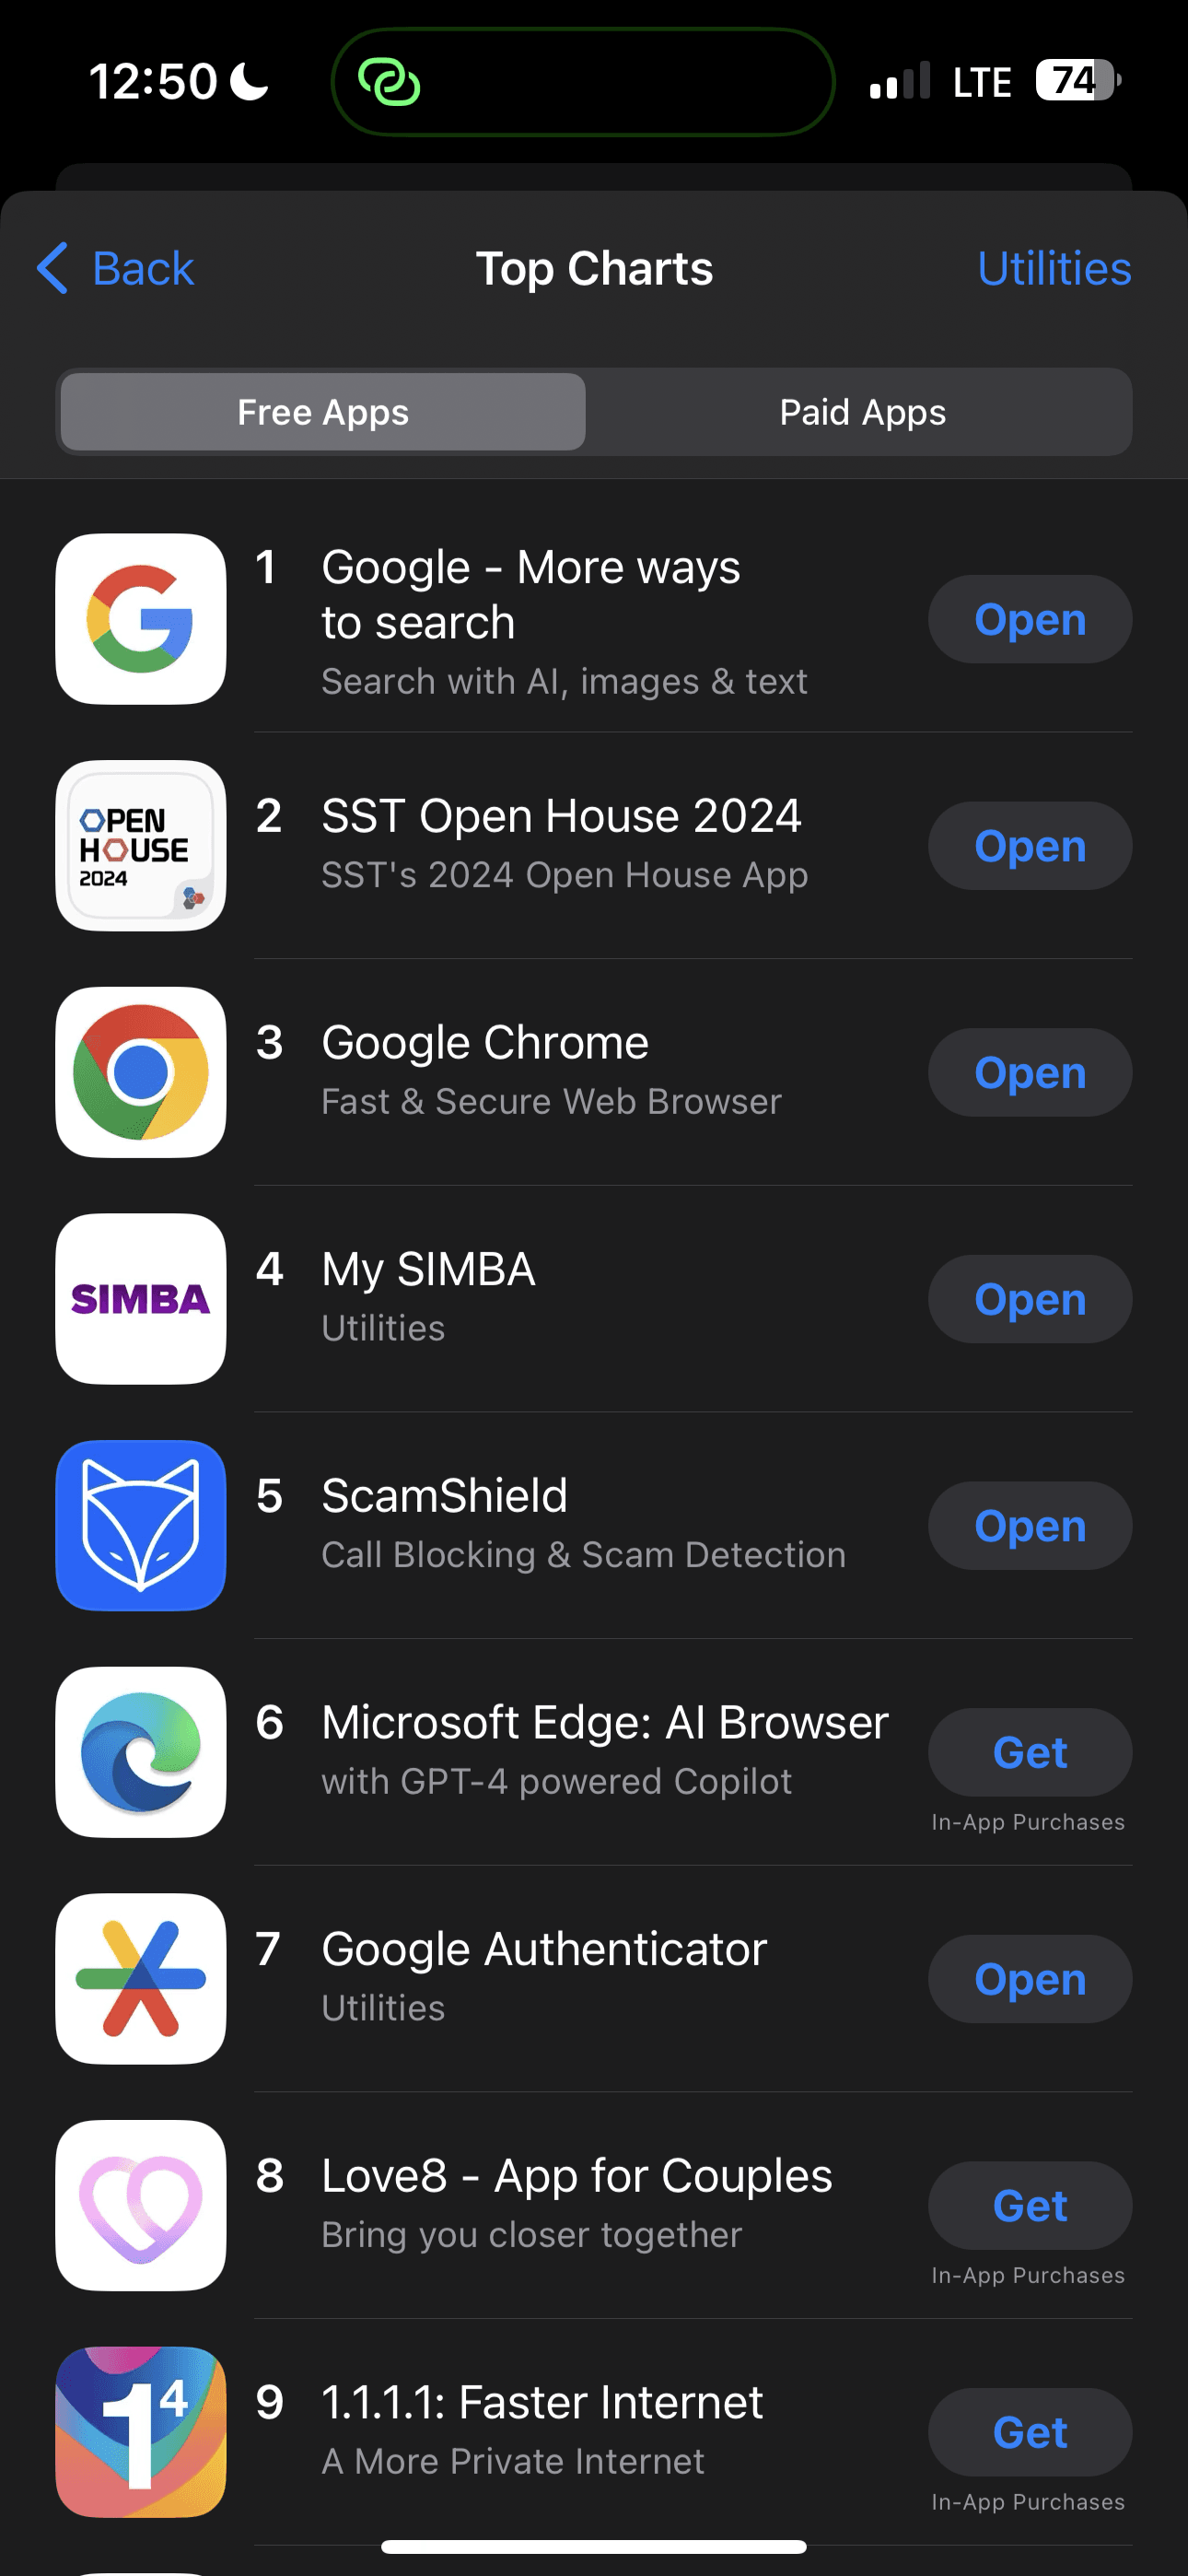 12:50
LTE
74
Back
Top Charts
Utilities
Free Apps
Paid Apps
1
Google - More ways
to search
Search with AI, images & text
Open
OPEN
HOUSE
2024
2
SST Open House 2024
SST's 2024 Open House App
Open
3
Google Chrome
Fast & Secure Web Browser
Open
SIMBA
4
My SIMBA
Utilities
Open
5
ScamShield
Call Blocking & Scam Detection
Open
6
Microsoft Edge: AI Browser
with GPT-4 powered Copilot
Get
In-App Purchases
7
Google Authenticator
Utilities
Open
8
Love8 - App for Couples
Bring you closer together
Get
In-App Purchases
1⁴
9
1.1.1.1: Faster Internet
A More Private Internet
Get
In-App Purchases